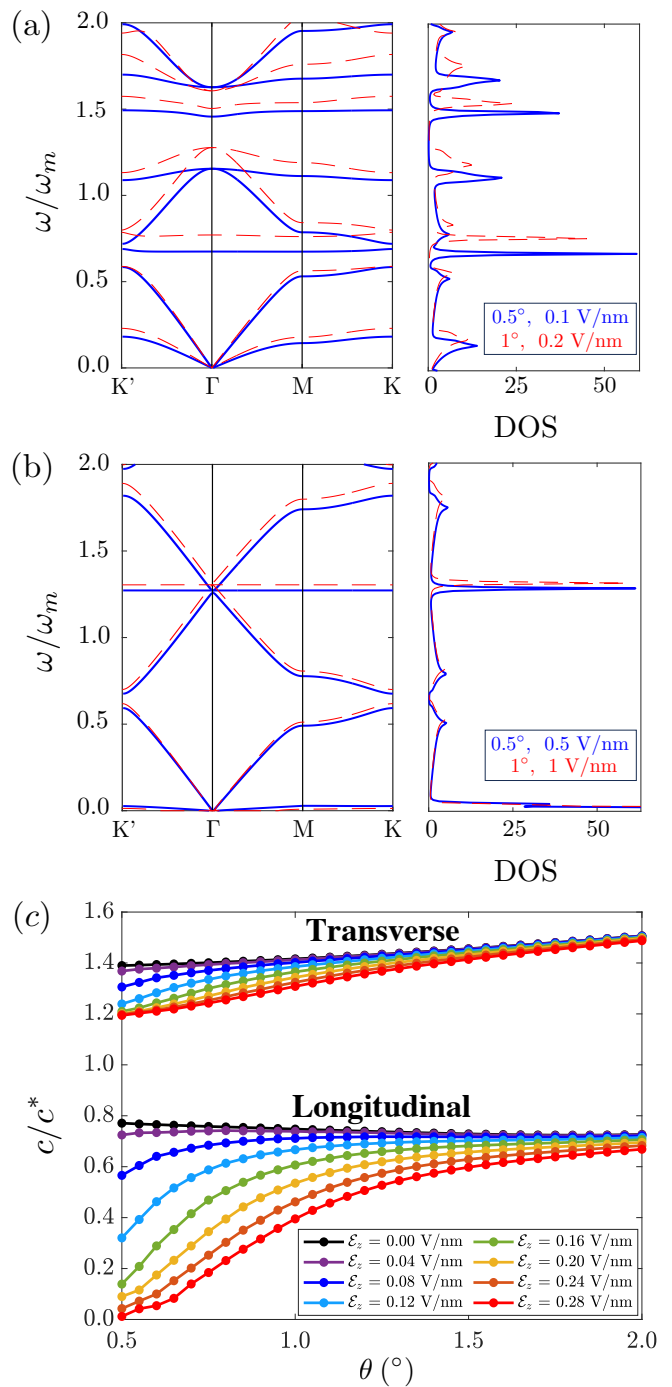 (a)
2.0
1.5
1.0
0.5
0.0
ω/ω_m
K' Γ M K
0 25 50
DOS
0.5°, 0.1 V/nm
1°, 0.2 V/nm
(b)
2.0
1.5
1.0
0.5
0.0
ω/ω_m
K' Γ M K
0 25 50
DOS
0.5°, 0.5 V/nm
1°, 1 V/nm
(c)
1.6
1.4
1.2
1.0
0.8
0.6
0.4
0.2
0.0
c/c*
Transverse
Longitudinal
ℰ_z = 0.00 V/nm
ℰ_z = 0.04 V/nm
ℰ_z = 0.08 V/nm
ℰ_z = 0.12 V/nm
ℰ_z = 0.16 V/nm
ℰ_z = 0.20 V/nm
ℰ_z = 0.24 V/nm
ℰ_z = 0.28 V/nm
0.5 1.0 1.5 2.0
θ (°)